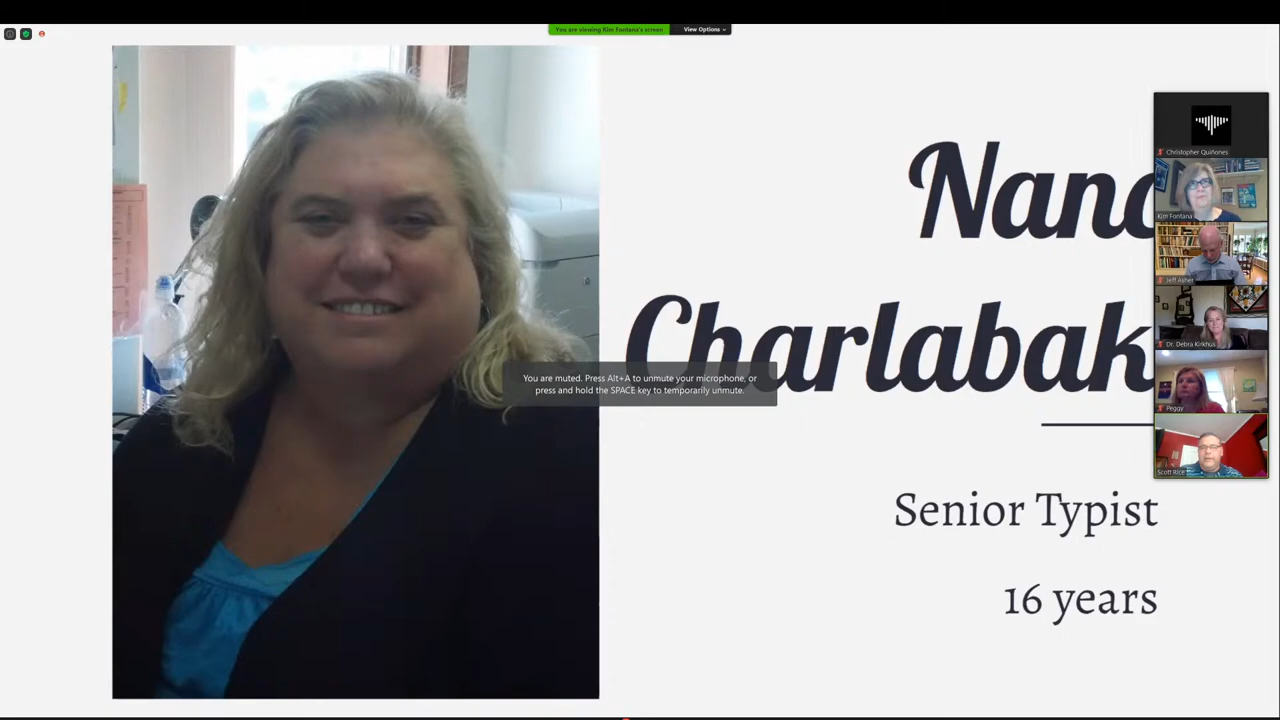 You are viewing Kim Fontana's screen
View Options
Nanc
Charlabak
Senior Typist
16 years
You are muted. Press Alt+A to unmute your microphone, or
press and hold the SPACE key to temporarily unmute.
Christopher Quiñones
Kim Fontana
Jeff Asher
Dr. Debra Kirkhus
Peggy
Scott Rice